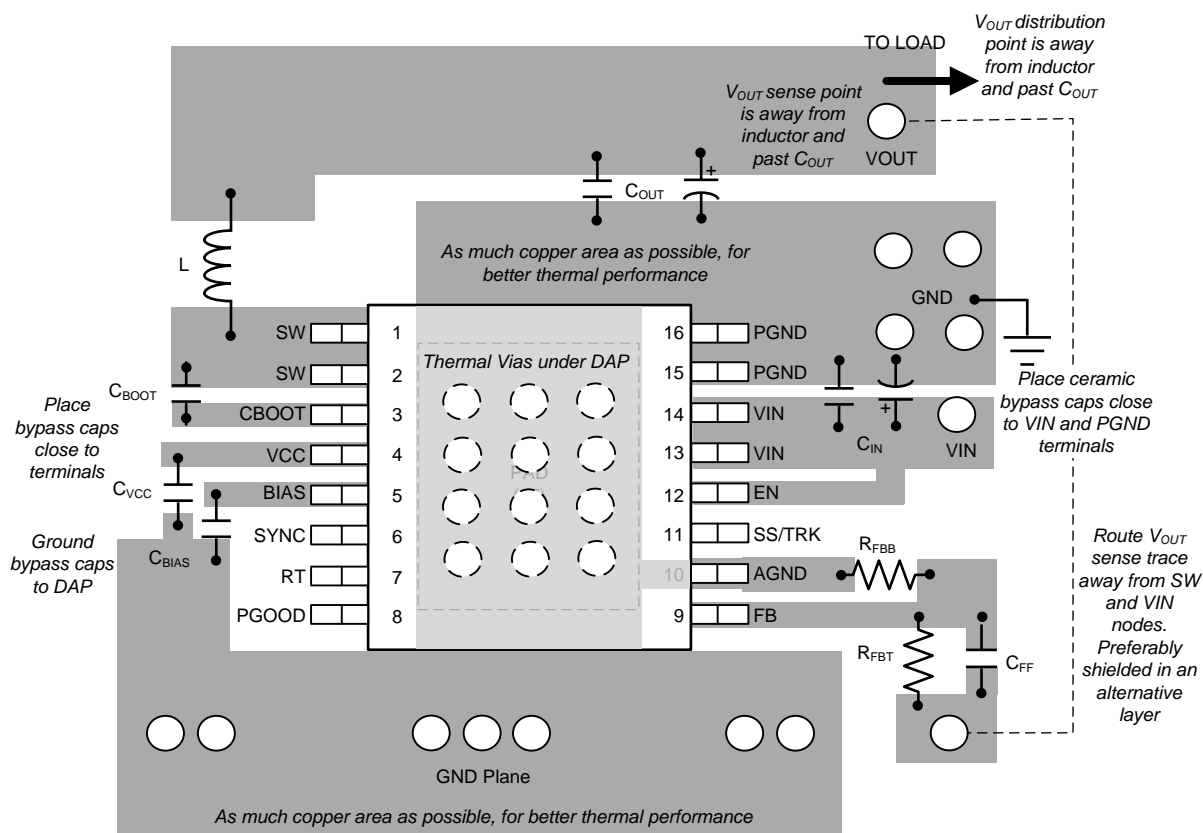 TO LOAD
VOUT distribution
point is away
from inductor
and past COUT
VOUT sense point
is away from
inductor and
past COUT
VOUT
COUT
+
L
As much copper area as possible, for
better thermal performance
GND
SW
1
16
PGND
Thermal Vias under DAP
SW
2
15
PGND
CBOOT
Place
bypass caps
close to
terminals
CBOOT
3
14
VIN
+
CIN
VIN
Place ceramic
bypass caps close
to VIN and PGND
terminals
VCC
4
13
VIN
PAD
CVCC
BIAS
5
12
EN
SYNC
6
11
SS/TRK
CBIAS
Ground
bypass caps
to DAP
RT
7
10
AGND
RFBB
PGOOD
8
9
FB
RFBT
CFF
Route VOUT
sense trace
away from SW
and VIN
nodes.
Preferably
shielded in an
alternative
layer
GND Plane
As much copper area as possible, for better thermal performance